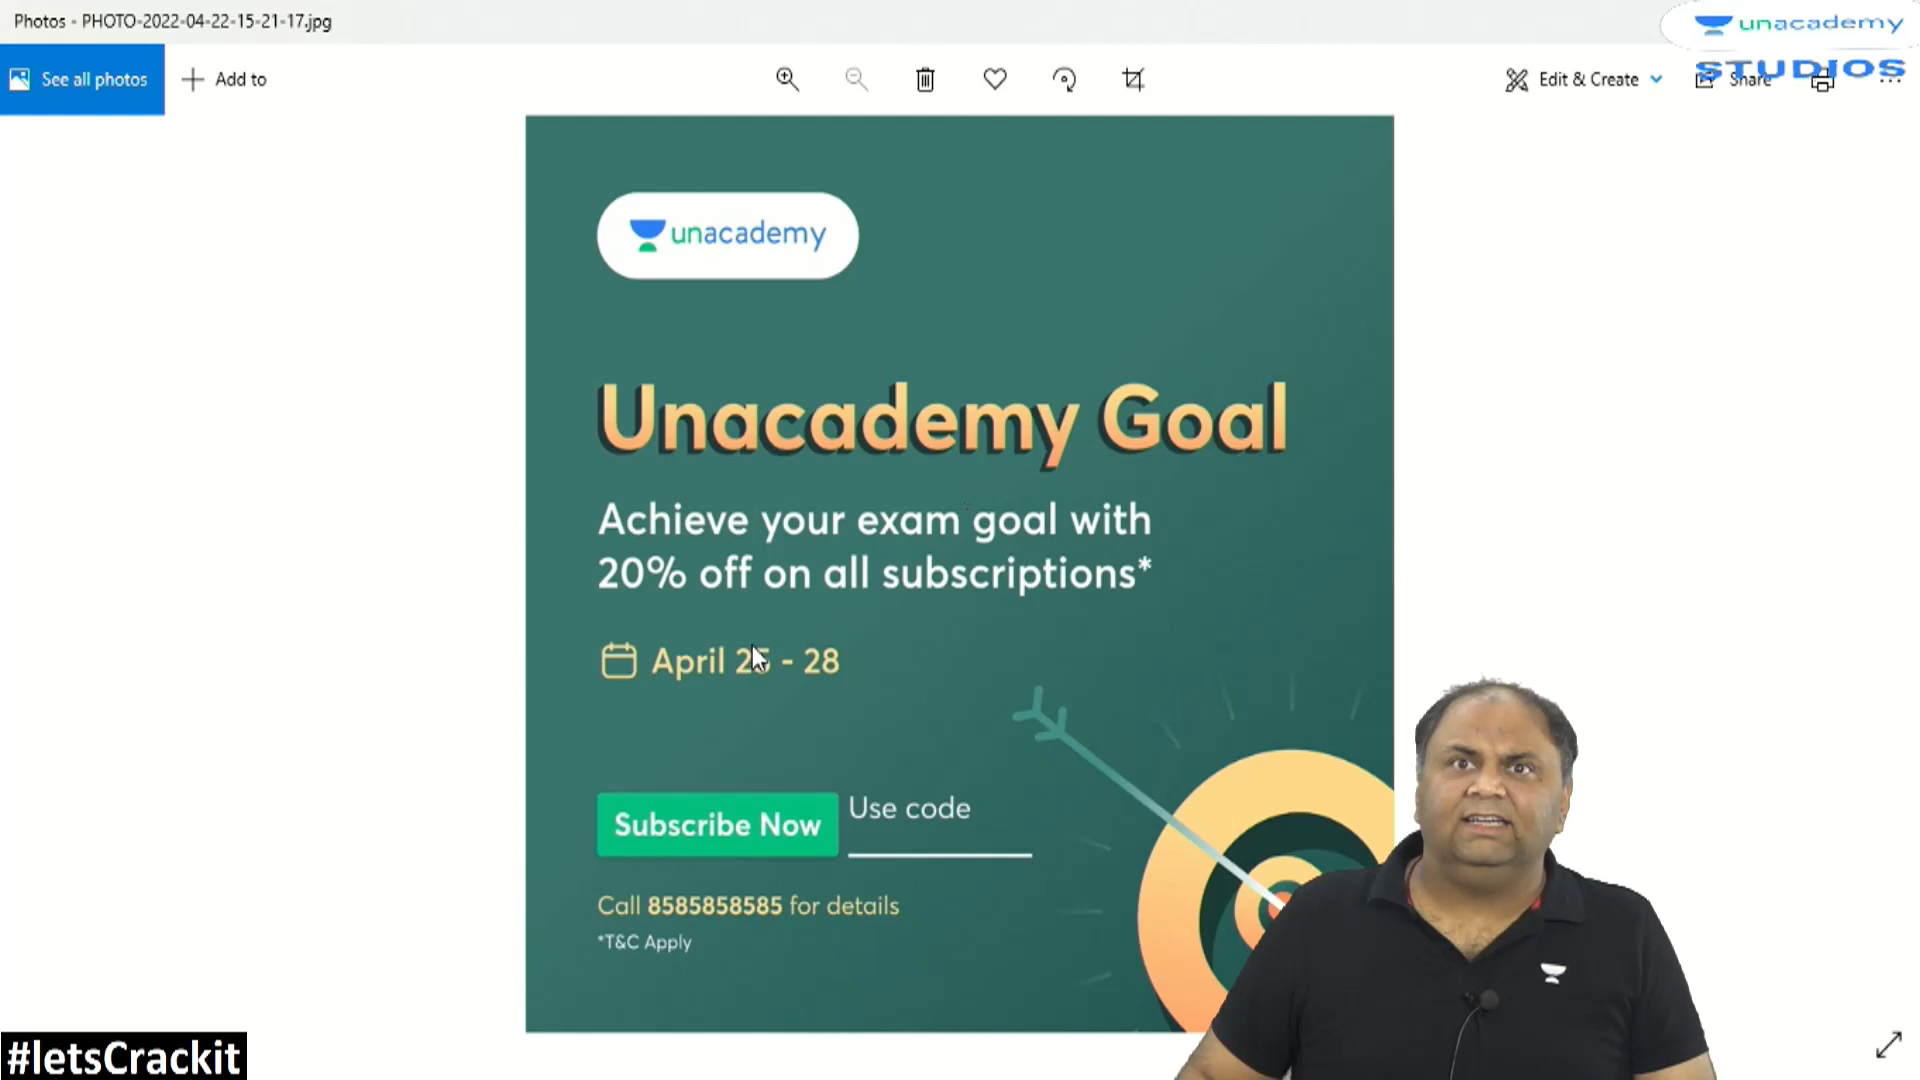 Photos - PHOTO-2022-04-22-15-21-17.jpg
unacademy
STUDIOS
See all photos
Add to
Edit & Create
Share
unacademy
Unacademy Goal
Achieve your exam goal with
20% off on all subscriptions*
April 25 - 28
Subscribe Now
Use code
Call 8585858585 for details
*T&C Apply
#letsCrackit